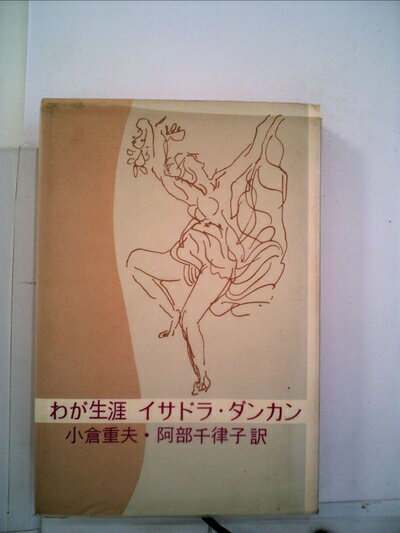 わが生涯 イサドラ・ダンカン
小倉重夫・阿部千律子訳